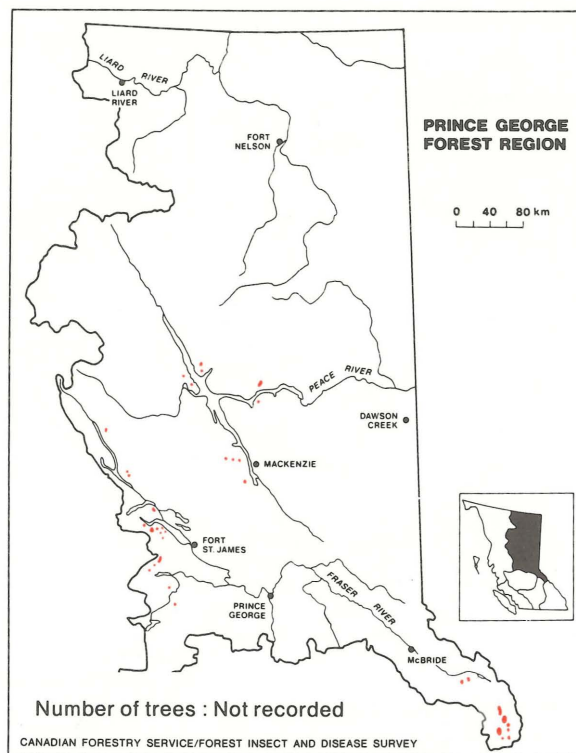 LIARD
RIVER
LIARD
RIVER
FORT
NELSON
PRINCE GEORGE
FOREST REGION
0 40 80 km
PEACE RIVER
DAWSON
CREEK
MACKENZIE
FORT
ST. JAMES
PRINCE
GEORGE
FRASER RIVER
McBRIDE
Number of trees : Not recorded
CANADIAN FORESTRY SERVICE/FOREST INSECT AND DISEASE SURVEY